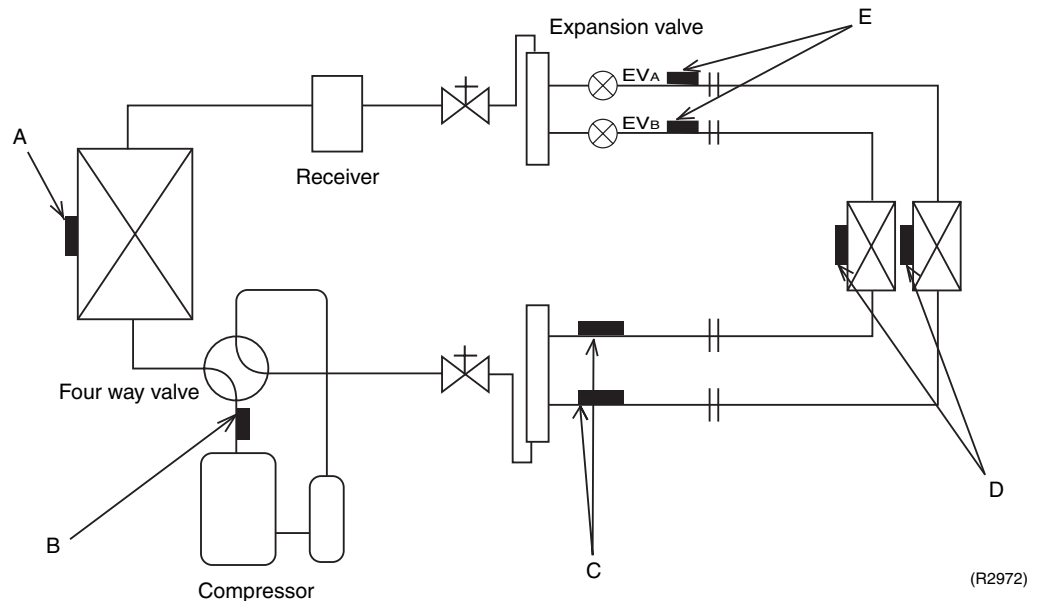 Expansion valve
E
EVA
A
EVB
Receiver
Four way valve
D
B
C
(R2972)
Compressor